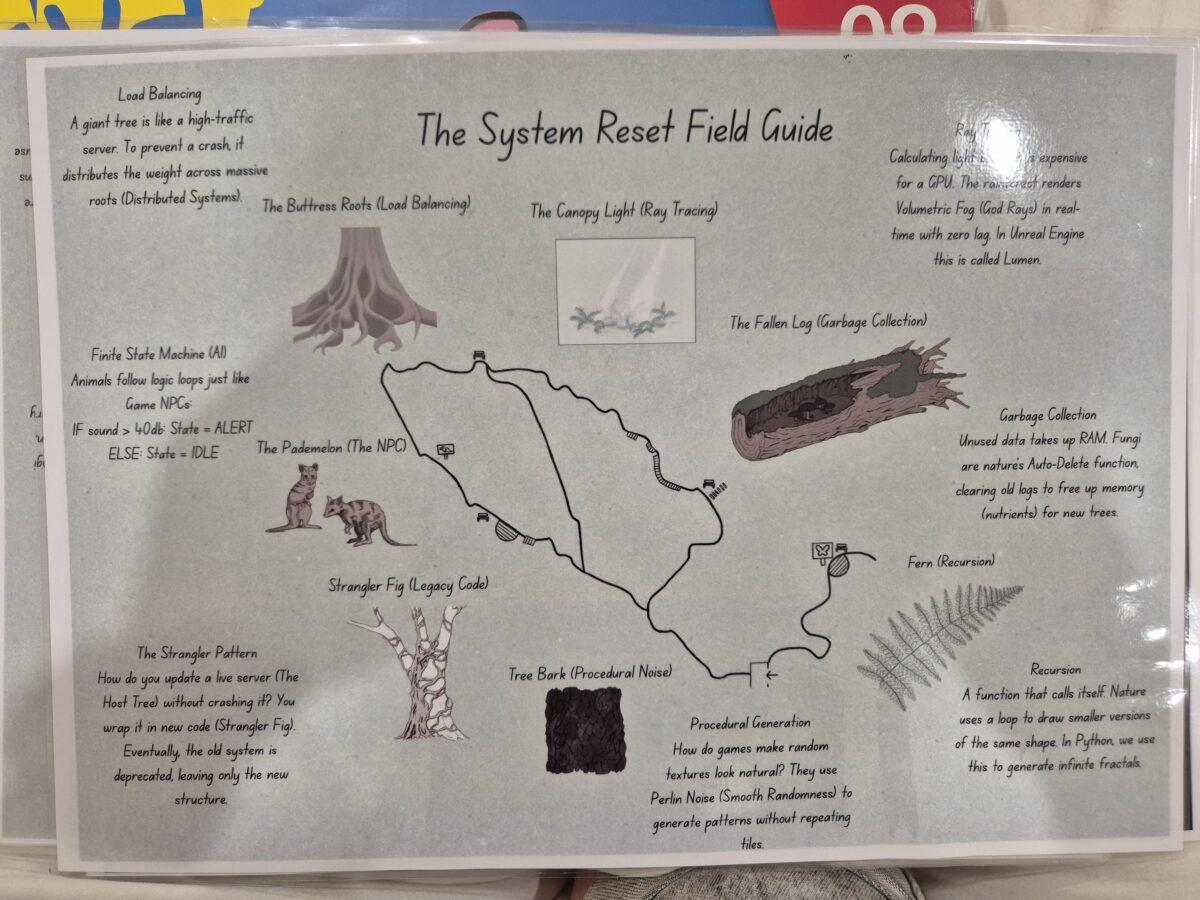 08
The System Reset Field Guide
Load Balancing
A giant tree is like a high-traffic
server. To prevent a crash, it
distributes the weight across massive
roots (Distributed Systems).
The Buttress Roots (Load Balancing)
The Canopy Light (Ray Tracing)
Ray
Calculating light is expensive
for a GPU. The rainforest renders
Volumetric Fog (God Rays) in real-
time with zero lag. In Unreal Engine
this is called Lumen.
The Fallen Log (Garbage Collection)
Finite State Machine (AI)
Animals follow logic loops just like
Game NPCs:
IF sound > 40db: State = ALERT
ELSE: State = IDLE
The Pademelon (The NPC)
Garbage Collection
Unused data takes up RAM. Fungi
are nature's Auto-Delete function,
clearing old logs to free up memory
(nutrients) for new trees.
Fern (Recursion)
Strangler Fig (Legacy Code)
The Strangler Pattern
How do you update a live server (The
Host Tree) without crashing it? You
wrap it in new code (Strangler Fig).
Eventually, the old system is
deprecated, leaving only the new
structure.
Tree Bark (Procedural Noise)
Procedural Generation
How do games make random
textures look natural? They use
Perlin Noise (Smooth Randomness) to
generate patterns without repeating
tiles.
Recursion
A function that calls itself. Nature
uses a loop to draw smaller versions
of the same shape. In Python, we use
this to generate infinite fractals.